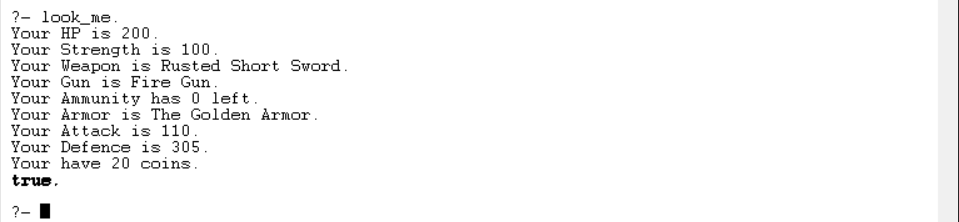 ?- look_me.
Your HP is 200.
Your Strength is 100.
Your Weapon is Rusted Short Sword.
Your Gun is Fire Gun.
Your Ammunity has 0 left.
Your Armor is The Golden Armor.
Your Attack is 110.
Your Defence is 305.
Your have 20 coins.
true.
?-